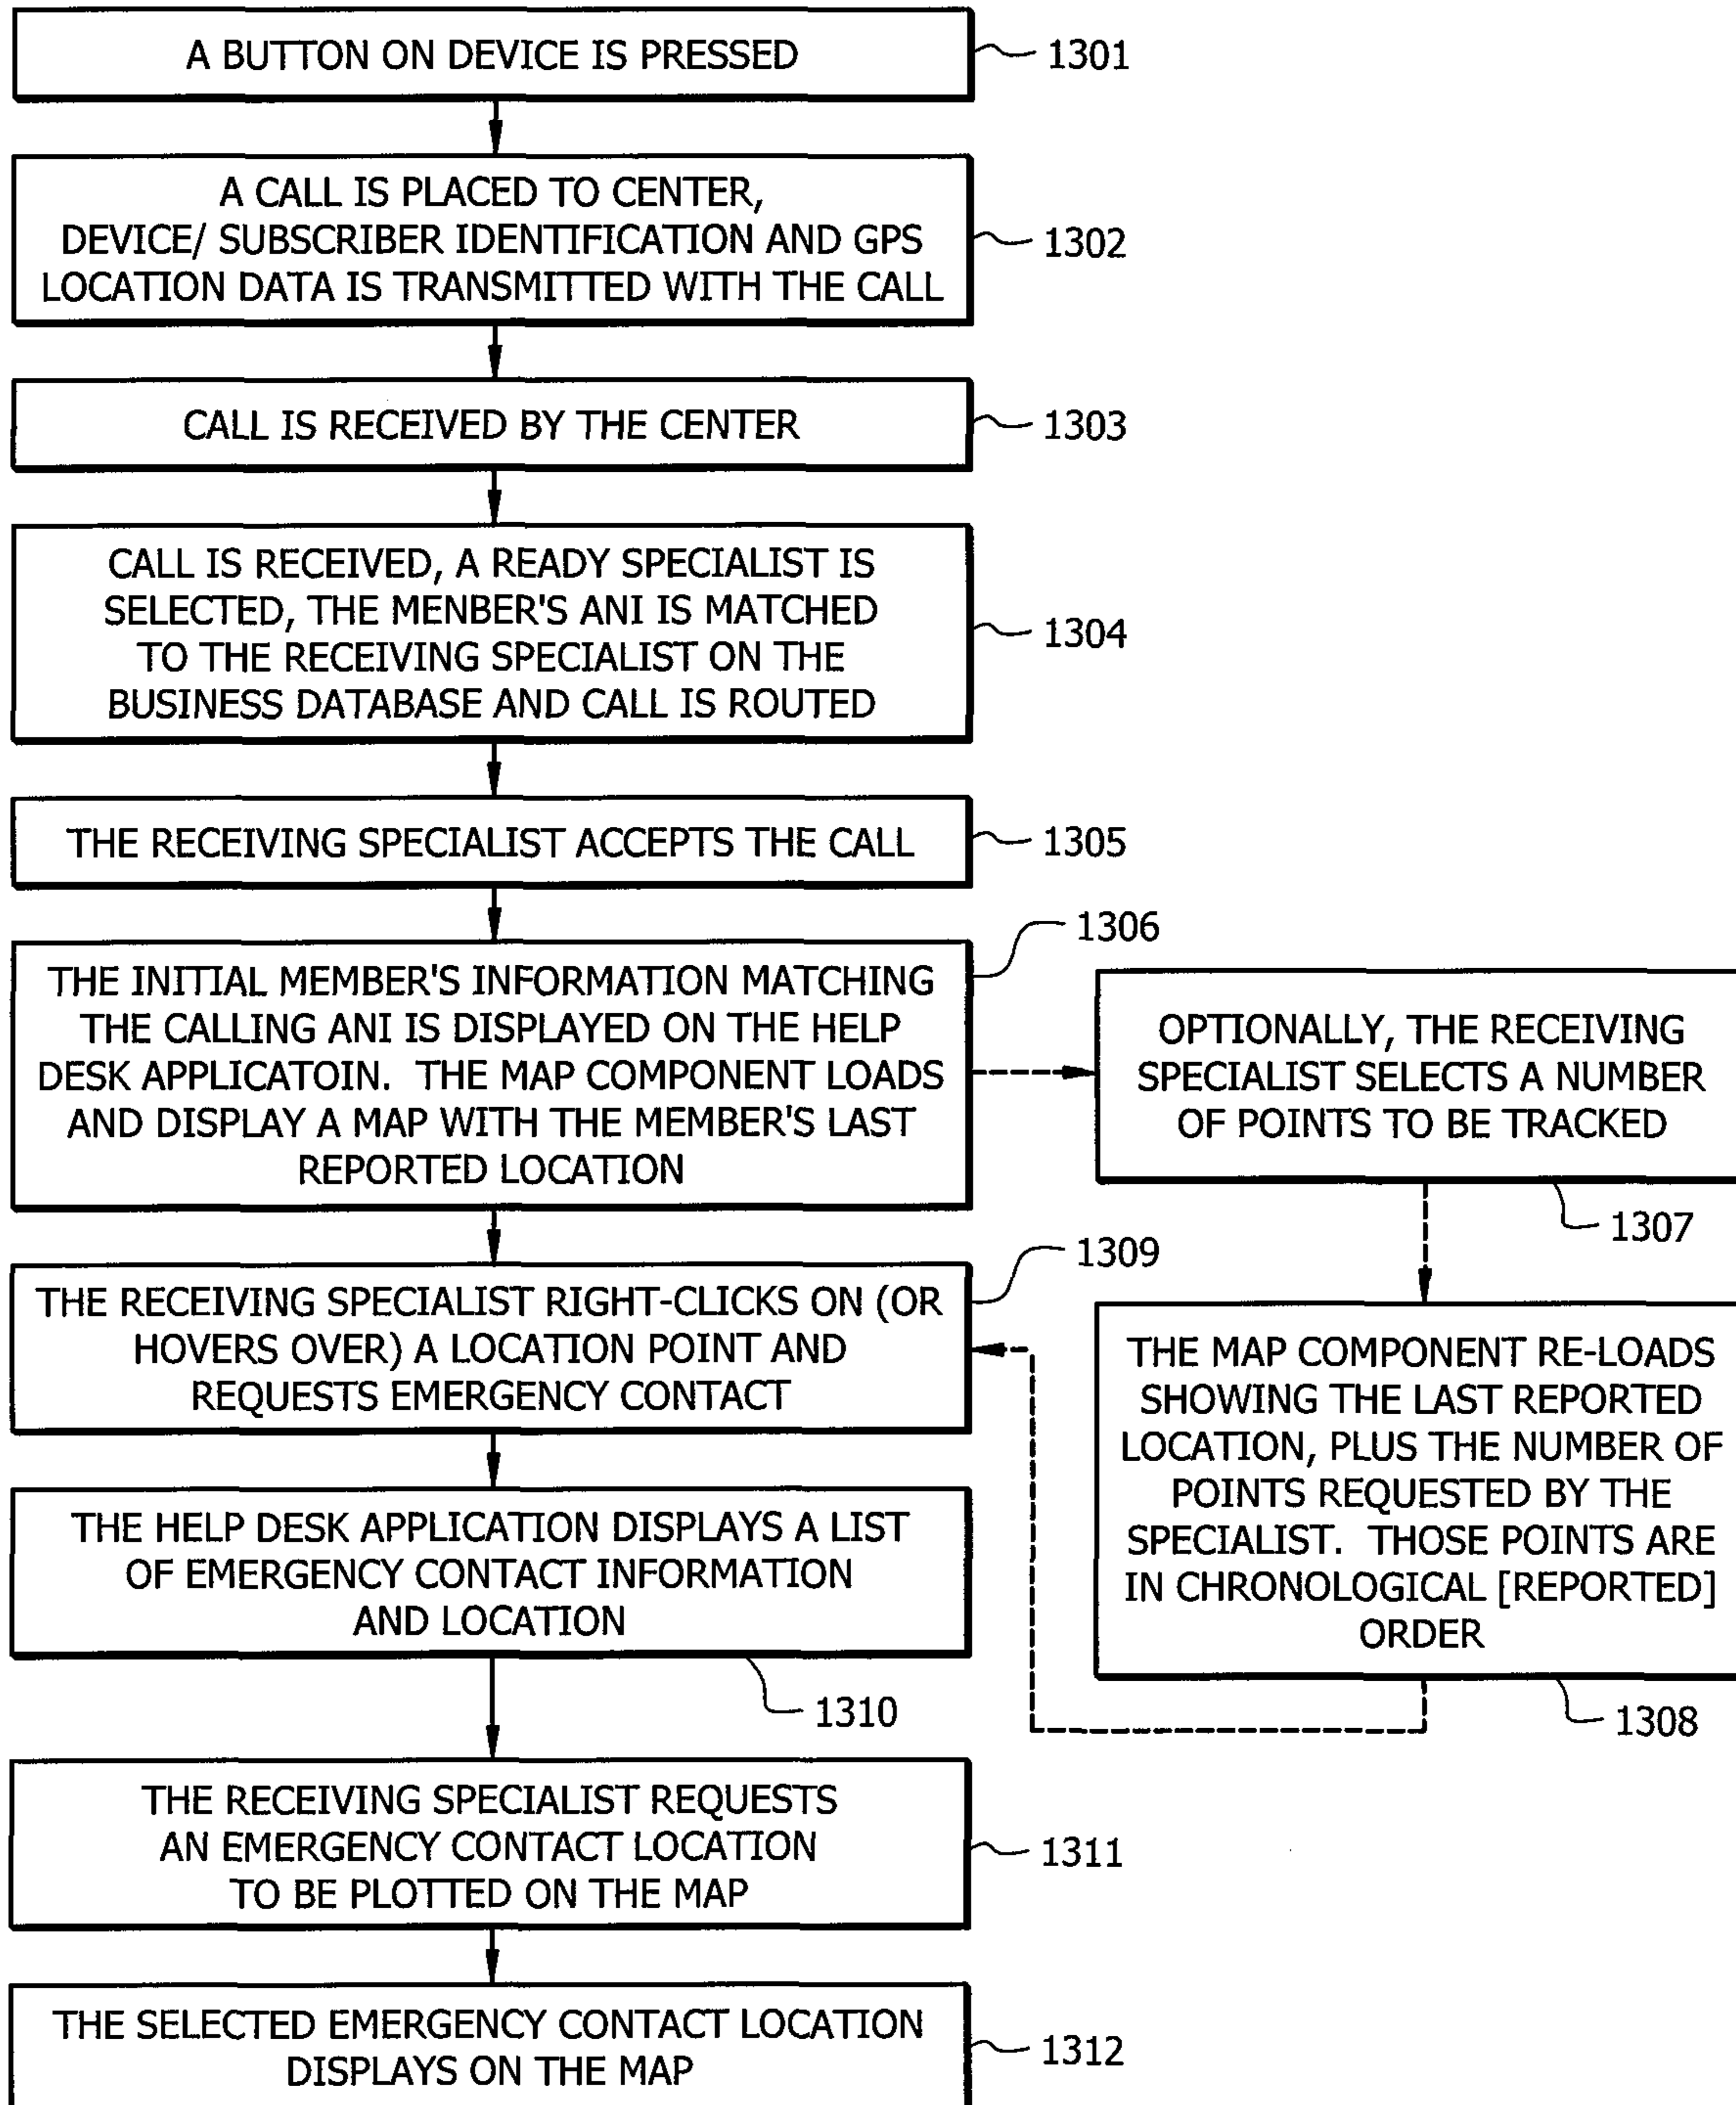 A BUTTON ON DEVICE IS PRESSED
1301
A CALL IS PLACED TO CENTER,
DEVICE/ SUBSCRIBER IDENTIFICATION AND GPS
LOCATION DATA IS TRANSMITTED WITH THE CALL
1302
CALL IS RECEIVED BY THE CENTER
1303
CALL IS RECEIVED, A READY SPECIALIST IS
SELECTED, THE MENBER'S ANI IS MATCHED
TO THE RECEIVING SPECIALIST ON THE
BUSINESS DATABASE AND CALL IS ROUTED
1304
THE RECEIVING SPECIALIST ACCEPTS THE CALL
1305
THE INITIAL MEMBER'S INFORMATION MATCHING
THE CALLING ANI IS DISPLAYED ON THE HELP
DESK APPLICATOIN. THE MAP COMPONENT LOADS
AND DISPLAY A MAP WITH THE MEMBER'S LAST
REPORTED LOCATION
1306
OPTIONALLY, THE RECEIVING
SPECIALIST SELECTS A NUMBER
OF POINTS TO BE TRACKED
1307
THE MAP COMPONENT RE-LOADS
SHOWING THE LAST REPORTED
LOCATION, PLUS THE NUMBER OF
POINTS REQUESTED BY THE
SPECIALIST. THOSE POINTS ARE
IN CHRONOLOGICAL [REPORTED]
ORDER
1308
THE RECEIVING SPECIALIST RIGHT-CLICKS ON (OR
HOVERS OVER) A LOCATION POINT AND
REQUESTS EMERGENCY CONTACT
1309
THE HELP DESK APPLICATION DISPLAYS A LIST
OF EMERGENCY CONTACT INFORMATION
AND LOCATION
1310
THE RECEIVING SPECIALIST REQUESTS
AN EMERGENCY CONTACT LOCATION
TO BE PLOTTED ON THE MAP
1311
THE SELECTED EMERGENCY CONTACT LOCATION
DISPLAYS ON THE MAP
1312